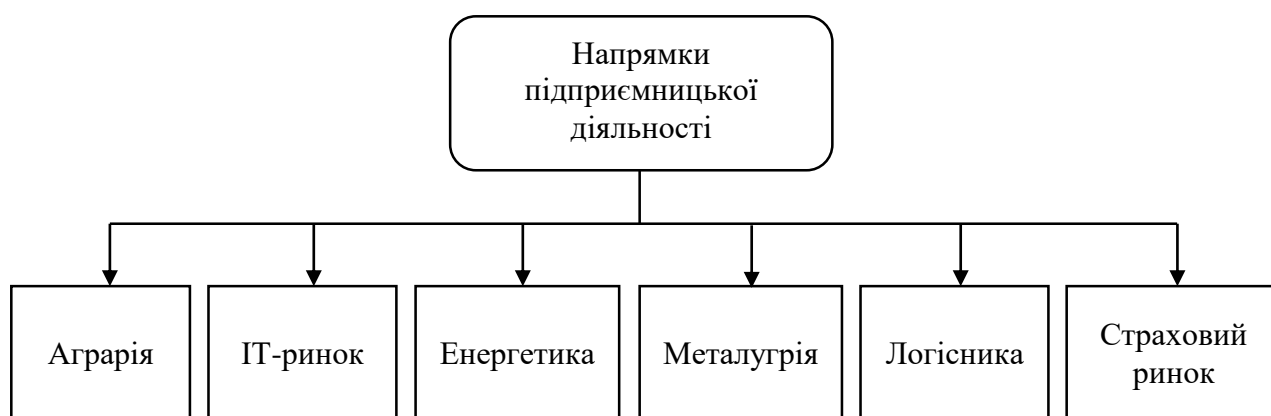 Напрямки
підприємницької
діяльності
Аграрія
ІТ-ринок
Енергетика
Металугрія
Логісника
Страховий
ринок